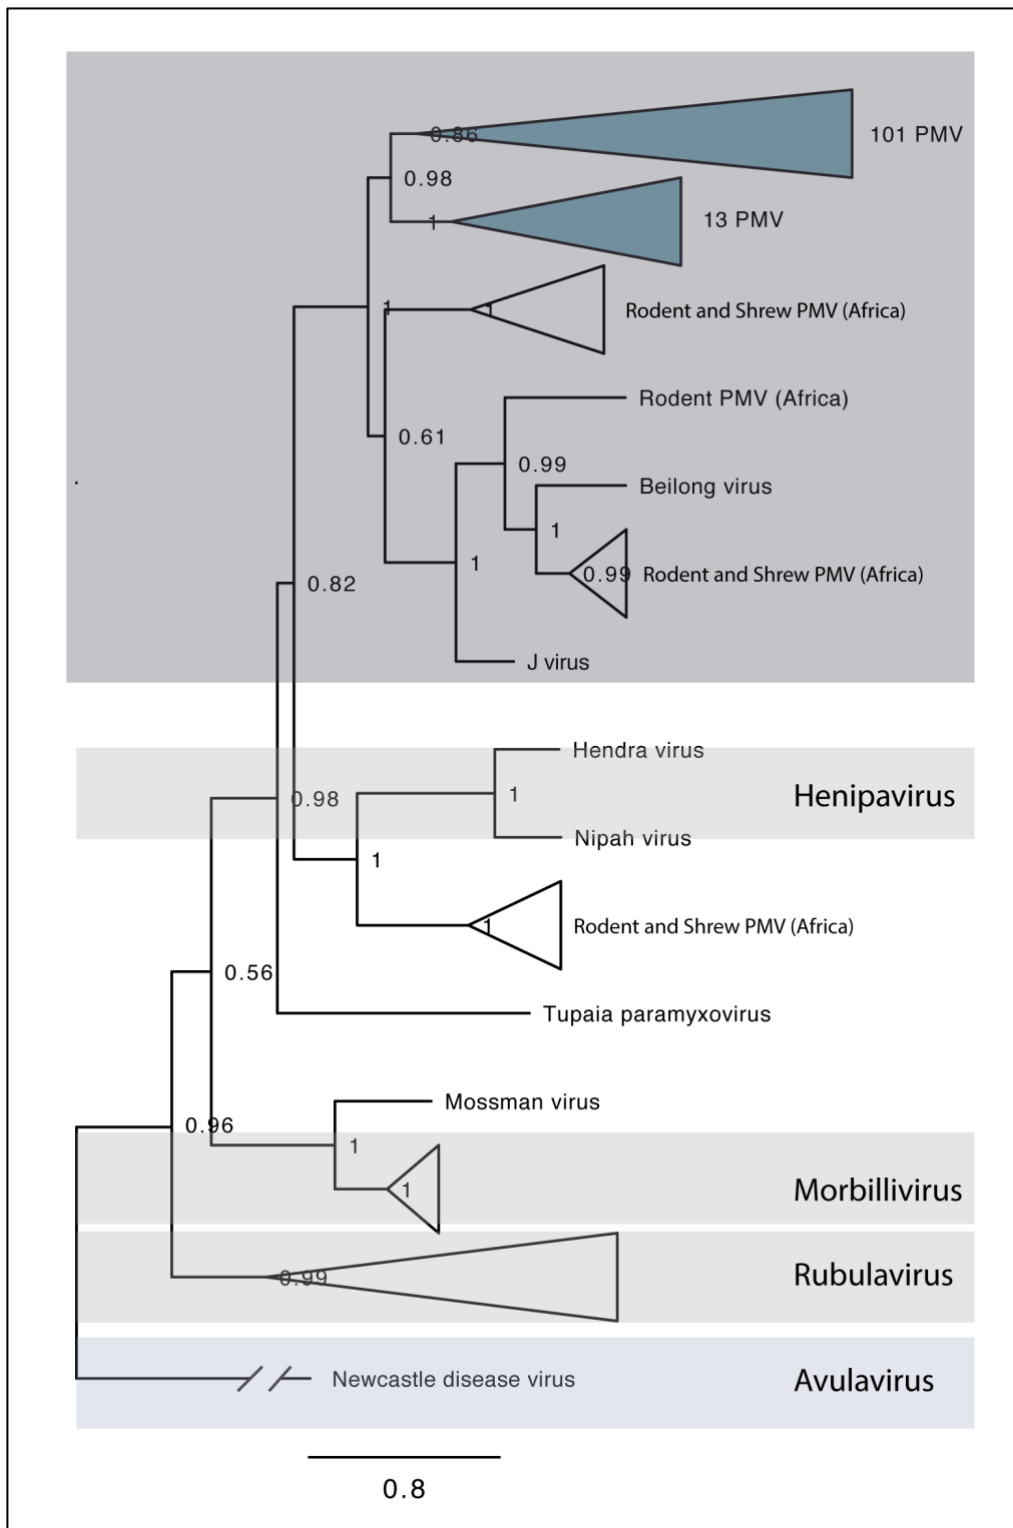 0.86
101 PMV
0.98
1
13 PMV
1
1
Rodent and Shrew PMV (Africa)
Rodent PMV (Africa)
0.61
0.99
Beilong virus
1
1
0.99
Rodent and Shrew PMV (Africa)
0.82
J virus
Hendra virus
0.98
1
Henipavirus
Nipah virus
1
1
Rodent and Shrew PMV (Africa)
0.56
Tupaia paramyxovirus
Mossman virus
0.96
1
1
Morbillivirus
0.99
Rubulavirus
Newcastle disease virus
Avulavirus
0.8